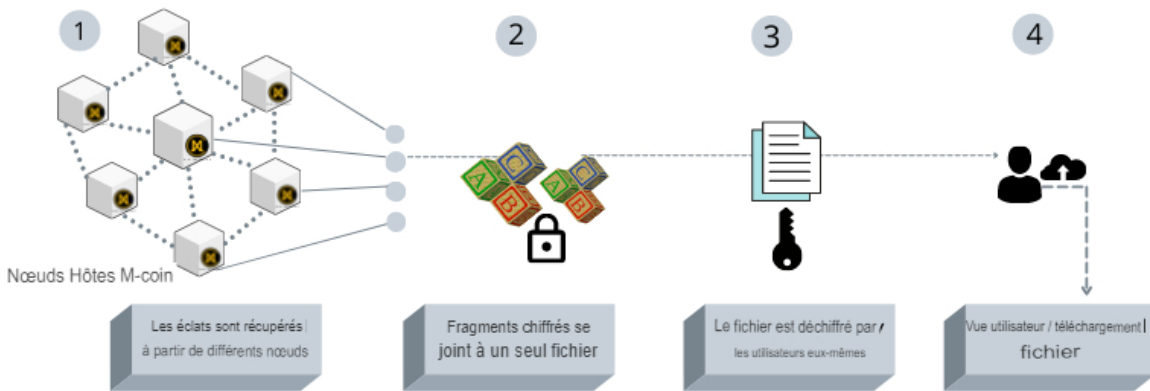 1
2
3
4
Nœuds Hôtes M-coin
Les éclats sont récupérés
à partir de différents nœuds
Fragments chiffrés se
joint à un seul fichier
Le fichier est déchiffré par
les utilisateurs eux-mêmes
Vue utilisateur / téléchargement
fichier
A
C
B
A
C
B